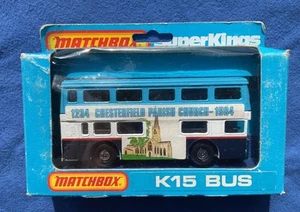 MATCHBOX SuperKings
1234 CHESTERFIELD PARISH CHURCH - 1984
MATCHBOX K15 BUS